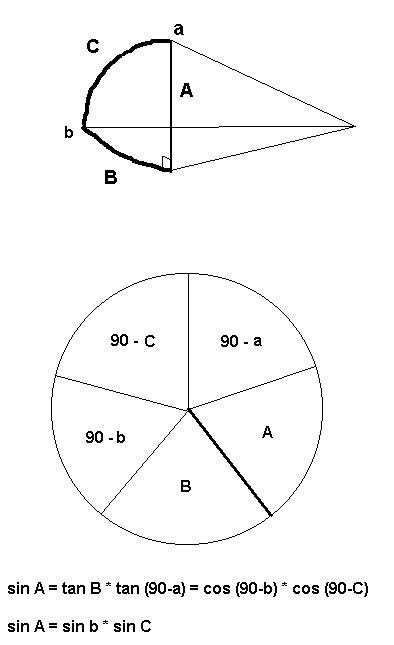 a
C
A
b
B
90 - C
90 - a
90 - b
A
B
sin A = tan B * tan (90-a) = cos (90-b) * cos (90-C)
sin A = sin b * sin C